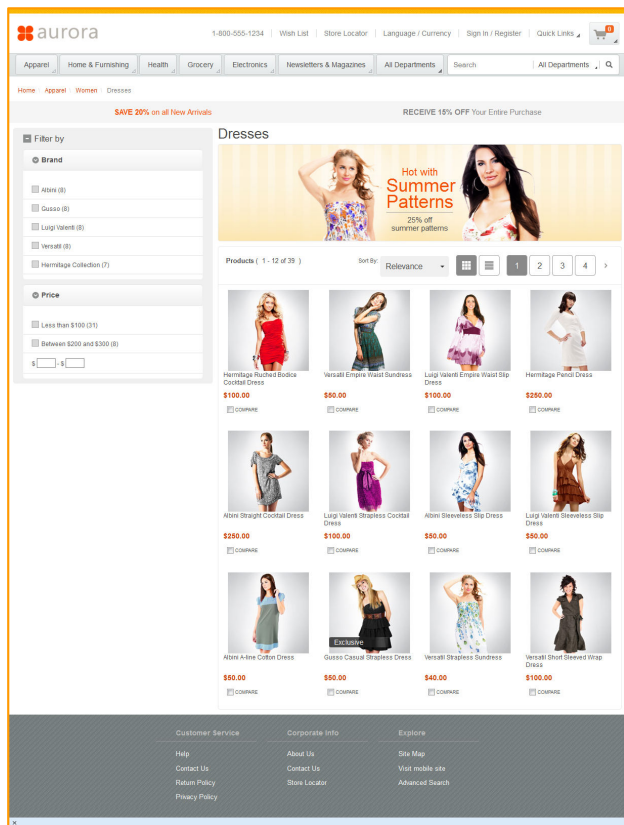 aurora
1-800-555-1234 | Wish List | Store Locator | Language / Currency | Sign In / Register | Quick Links
0
Apparel Home & Furnishing Health Grocery Electronics Newsletters & Magazines All Departments Search All Departments
Home Apparel Women Dresses
SAVE 20% on all New Arrivals RECEIVE 15% OFF Your Entire Purchase
Filter by
Brand
Albini (8)
Gusso (8)
Luigi Valenti (8)
Versatil (8)
Hermitage Collection (7)
Price
Less than $100 (31)
Between $200 and $300 (8)
$ - $
Dresses
Hot with
Summer
Patterns
25% off
summer patterns
Products ( 1 - 12 of 39 ) Sort By: Relevance 1 2 3 4 >
Hermitage Ruched Bodice
Cocktail Dress
$100.00
COMPARE
Versatil Empire Waist Sundress
$50.00
COMPARE
Luigi Valenti Empire Waist Slip
Dress
$100.00
COMPARE
Hermitage Pencil Dress
$250.00
COMPARE
Albini Straight Cocktail Dress
$250.00
COMPARE
Luigi Valenti Strapless Cocktail
Dress
$100.00
COMPARE
Albini Sleeveless Slip Dress
$50.00
COMPARE
Luigi Valenti Sleeveless Slip
Dress
$50.00
COMPARE
Albini A-line Cotton Dress
$50.00
COMPARE
Exclusive
Gusso Casual Strapless Dress
$50.00
COMPARE
Versatil Strapless Sundress
$40.00
COMPARE
Versatil Short Sleeved Wrap
Dress
$100.00
COMPARE
Customer Service
Help
Contact Us
Return Policy
Privacy Policy
Corporate Info
About Us
Contact Us
Store Locator
Explore
Site Map
Visit mobile site
Advanced Search
×